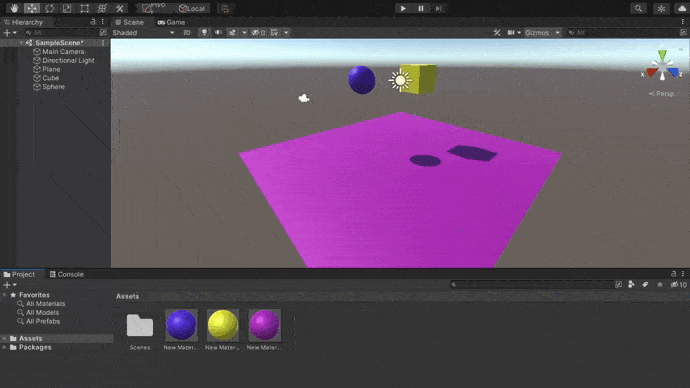 Local
Hierarchy
Scene
Game
All
Shaded
2D
0
Gizmos
All
SampleScene*
Main Camera
Directional Light
Plane
Cube
Sphere
y
x
z
Persp
Project
Console
10
Favorites
All Materials
All Models
All Prefabs
Assets
Packages
Assets
Scenes
New Mater...
New Mater...
New Mater...